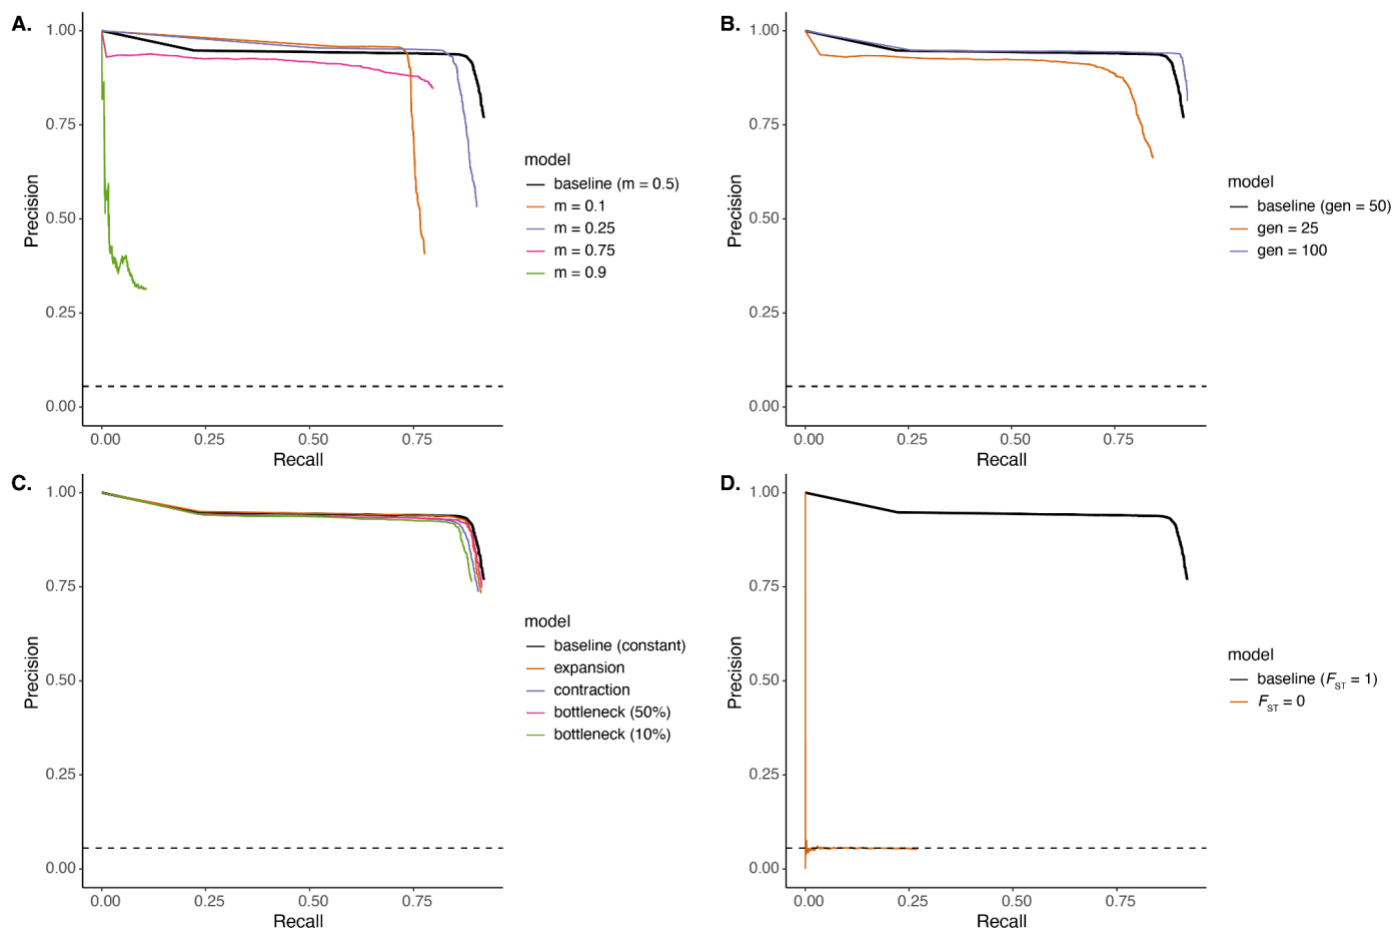 A.
1.00
0.75
0.50
0.25
0.00
Precision
0.00 0.25 0.50 0.75
Recall
model
baseline (m = 0.5)
m = 0.1
m = 0.25
m = 0.75
m = 0.9
B.
1.00
0.75
0.50
0.25
0.00
Precision
0.00 0.25 0.50 0.75
Recall
model
baseline (gen = 50)
gen = 25
gen = 100
C.
1.00
0.75
0.50
0.25
0.00
Precision
0.00 0.25 0.50 0.75
Recall
model
baseline (constant)
expansion
contraction
bottleneck (50%)
bottleneck (10%)
D.
1.00
0.75
0.50
0.25
0.00
Precision
0.00 0.25 0.50 0.75
Recall
model
baseline (FST = 1)
FST = 0